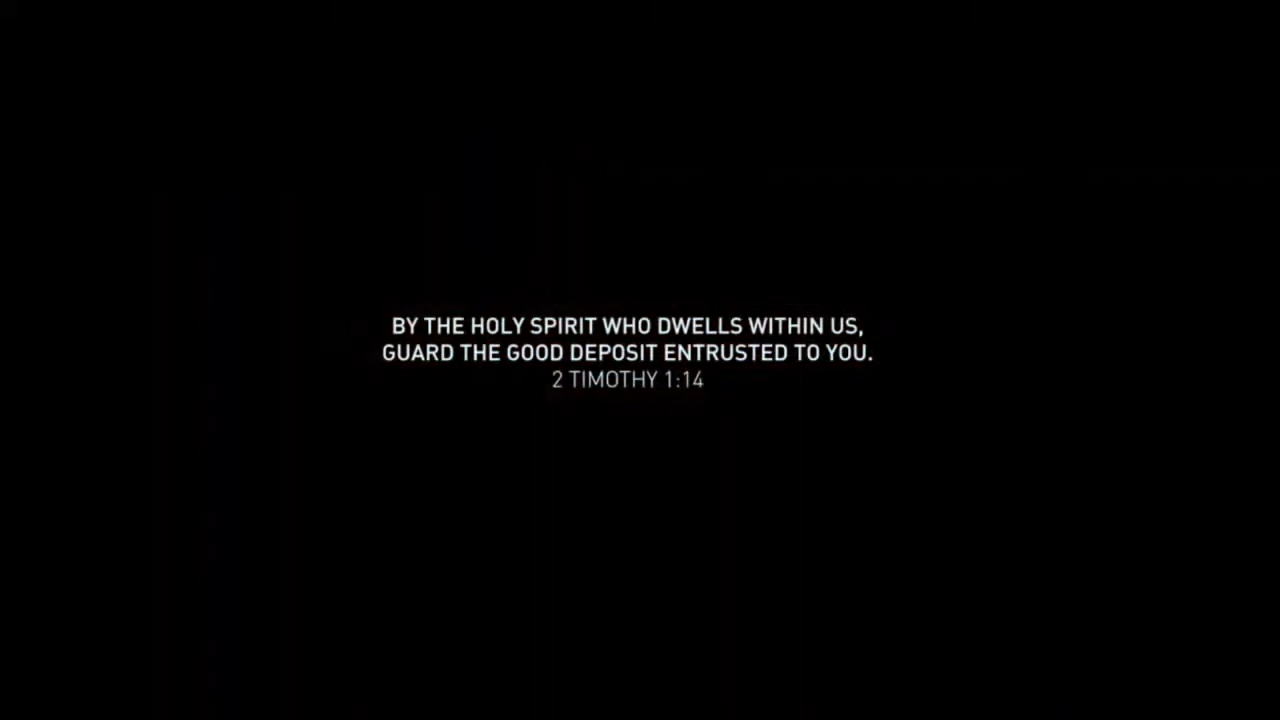 BY THE HOLY SPIRIT WHO DWELLS WITHIN US,
GUARD THE GOOD DEPOSIT ENTRUSTED TO YOU.
2 TIMOTHY 1:14